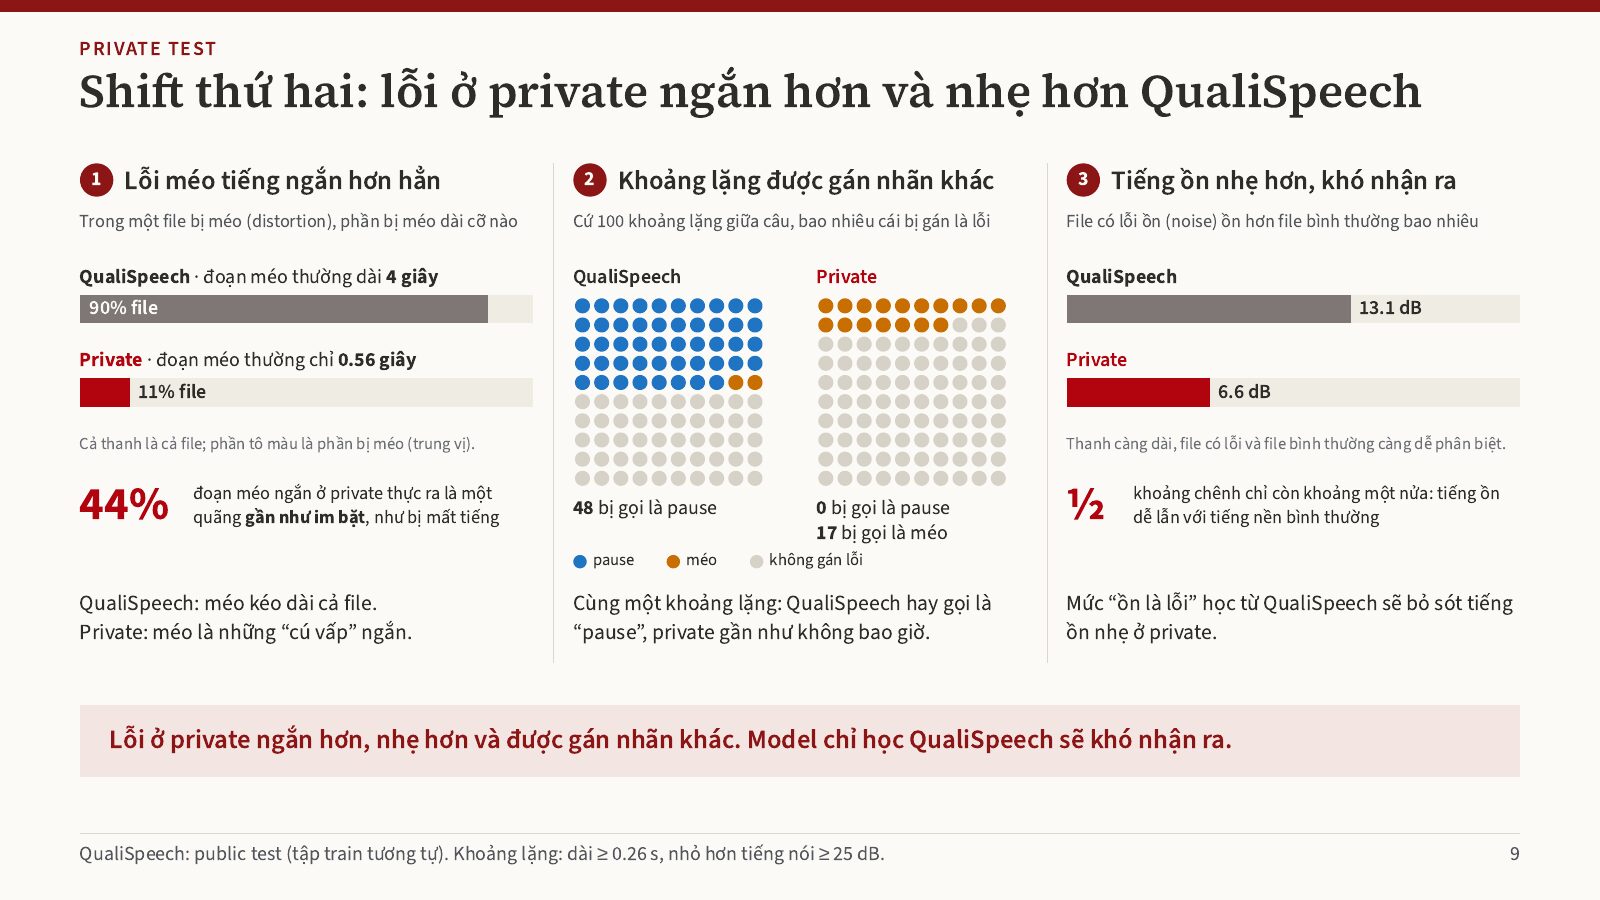 PRIVATE TEST
Shift thứ hai: lỗi ở private ngắn hơn và nhẹ hơn QualiSpeech
1 Lỗi méo tiếng ngắn hơn hẳn
Trong một file bị méo (distortion), phần bị méo dài cỡ nào
QualiSpeech · đoạn méo thường dài 4 giây
90% file
Private · đoạn méo thường chỉ 0.56 giây
11% file
Cả thanh là cả file; phần tô màu là phần bị méo (trung vị).
44%
đoạn méo ngắn ở private thực ra là một
quãng gần như im bặt, như bị mất tiếng
QualiSpeech: méo kéo dài cả file.
Private: méo là những “cú vấp” ngắn.
2 Khoảng lặng được gán nhãn khác
Cứ 100 khoảng lặng giữa câu, bao nhiêu cái bị gán là lỗi
QualiSpeech
Private
48 bị gọi là pause
0 bị gọi là pause
17 bị gọi là méo
pause méo không gán lỗi
Cùng một khoảng lặng: QualiSpeech hay gọi là
“pause”, private gần như không bao giờ.
3 Tiếng ồn nhẹ hơn, khó nhận ra
File có lỗi ồn (noise) ồn hơn file bình thường bao nhiêu
QualiSpeech
13.1 dB
Private
6.6 dB
Thanh càng dài, file có lỗi và file bình thường càng dễ phân biệt.
½
khoảng chênh chỉ còn khoảng một nửa: tiếng ồn
dễ lẫn với tiếng nền bình thường
Mức “ồn là lỗi” học từ QualiSpeech sẽ bỏ sót tiếng
ồn nhẹ ở private.
Lỗi ở private ngắn hơn, nhẹ hơn và được gán nhãn khác. Model chỉ học QualiSpeech sẽ khó nhận ra.
QualiSpeech: public test (tập train tương tự). Khoảng lặng: dài ≥ 0.26 s, nhỏ hơn tiếng nói ≥ 25 dB.
9